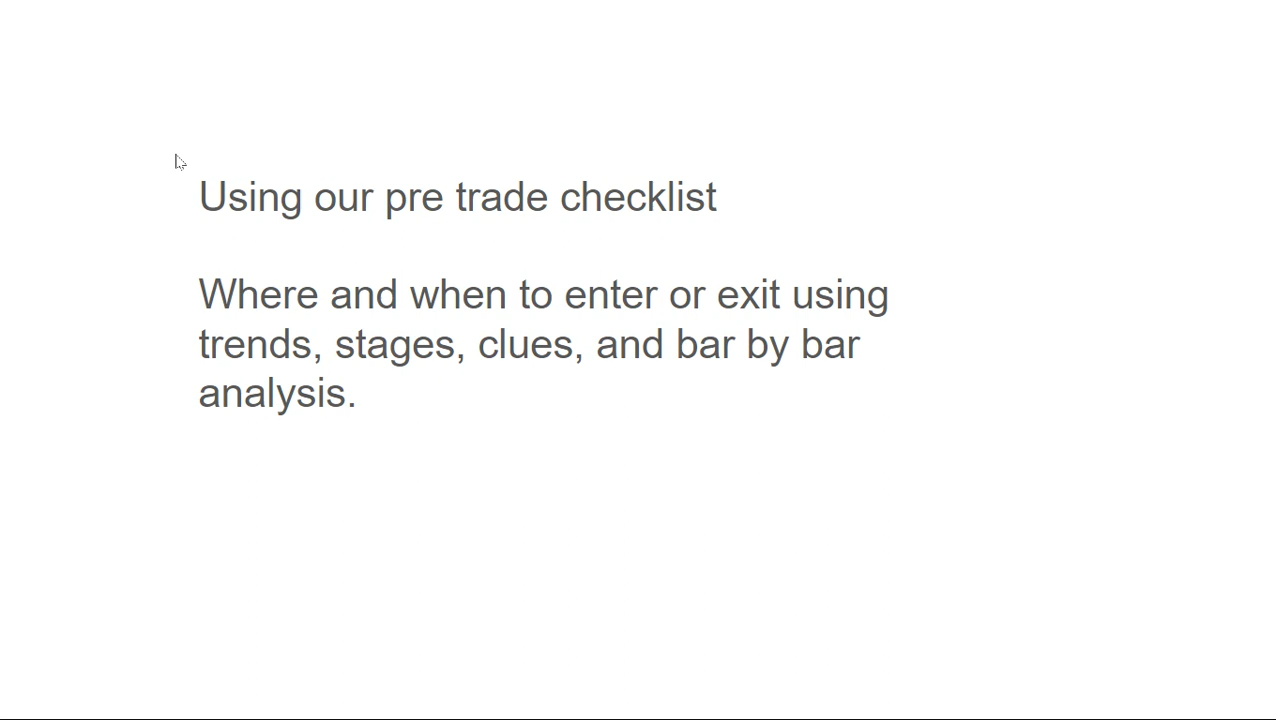 Using our pre trade checklist
Where and when to enter or exit using
trends, stages, clues, and bar by bar
analysis.